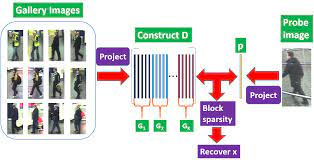 Gallery Images
Construct D
Probe
image
p
Project
Project
G1 G2 GK
Block
sparsity
Recover x